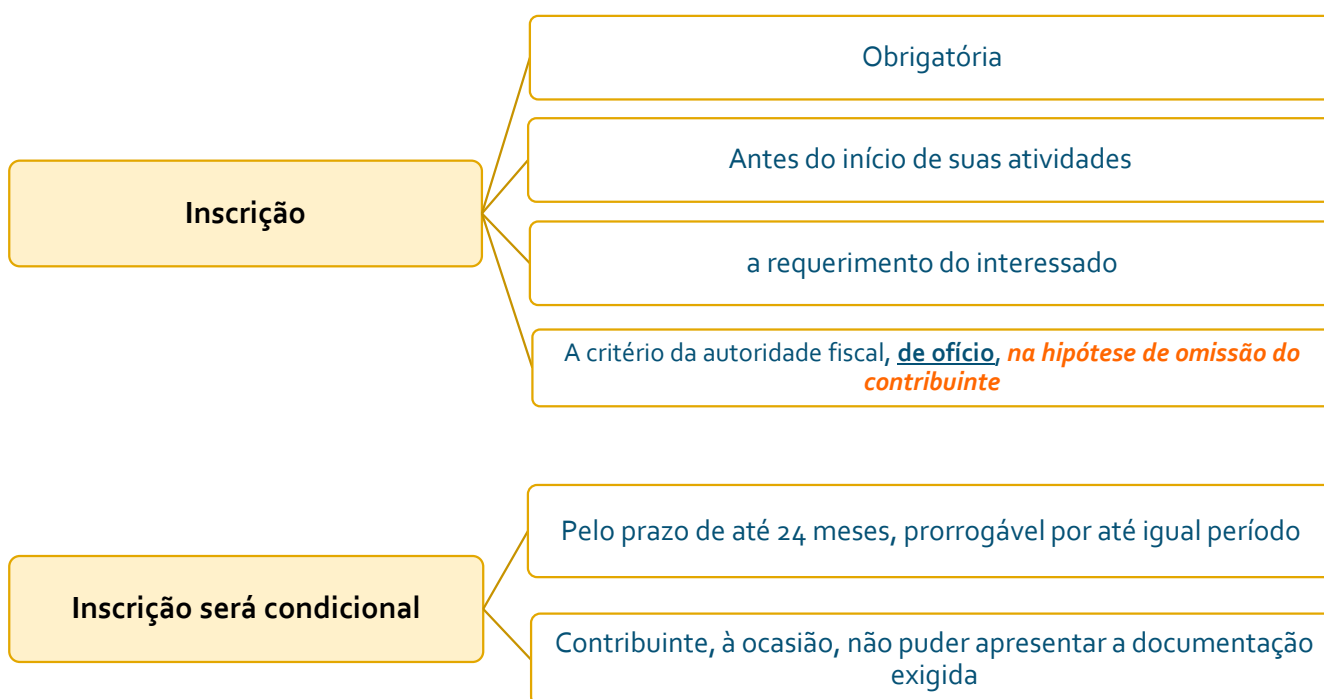 Inscrição
Obrigatória
Antes do início de suas atividades
a requerimento do interessado
A critério da autoridade fiscal, de ofício, na hipótese de omissão do
contribuinte
Inscrição será condicional
Pelo prazo de até 24 meses, prorrogável por até igual período
Contribuinte, à ocasião, não puder apresentar a documentação
exigida